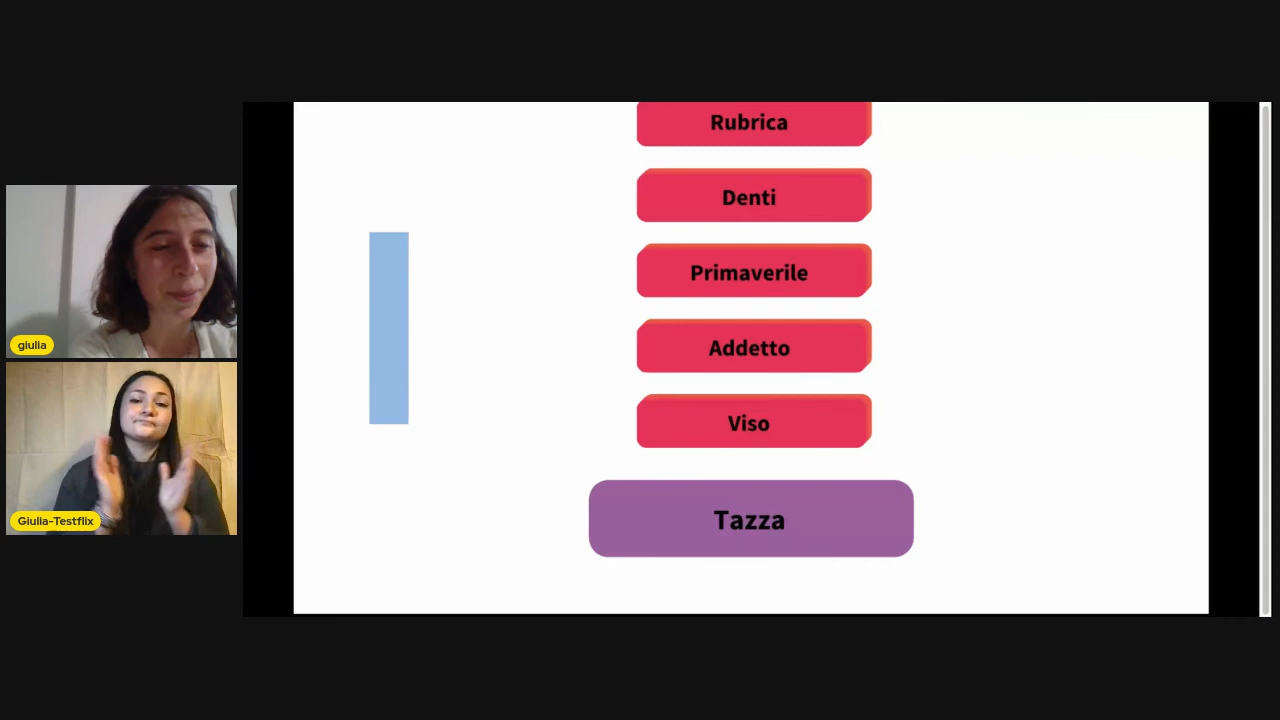 giulia
Giulia-Testflix
Rubrica
Denti
Primaverile
Addetto
Viso
Tazza